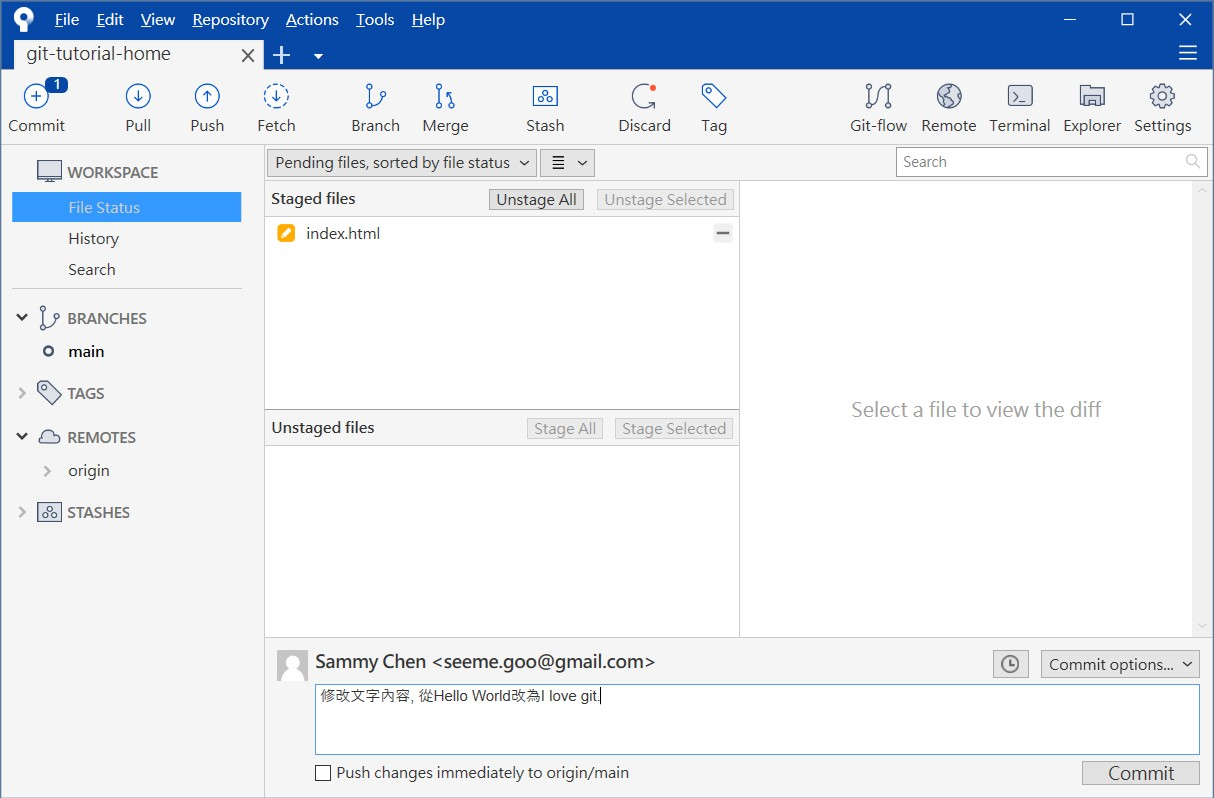 File Edit View Repository Actions Tools Help
git-tutorial-home
1
Commit Pull Push Fetch Branch Merge Stash Discard Tag Git-flow Remote Terminal Explorer Settings
WORKSPACE
File Status
History
Search
BRANCHES
main
TAGS
REMOTES
origin
STASHES
Pending files, sorted by file status
Search
Staged files Unstage All Unstage Selected
index.html
Unstaged files Stage All Stage Selected
Select a file to view the diff
Sammy Chen <seeme.goo@gmail.com>
Commit options...
修改文字內容, 從Hello World改為I love git.
Push changes immediately to origin/main
Commit